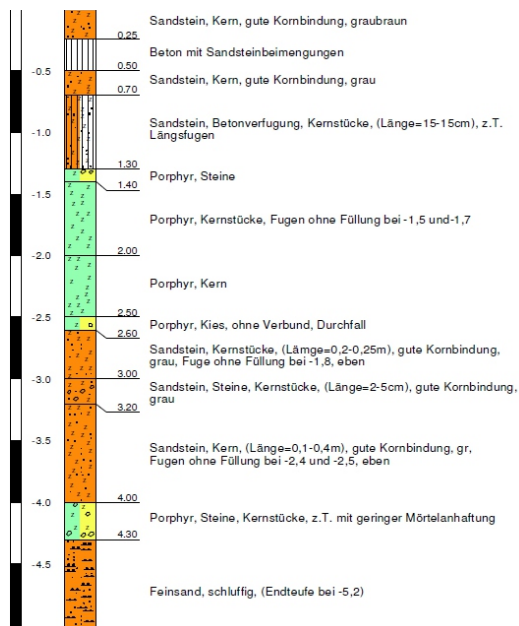 Sandstein, Kern, gute Kornbindung, graubraun
0.25
Beton mit Sandsteinbeimengungen
0.50
-0.5
Sandstein, Kern, gute Kornbindung, grau
0.70
-1.0
Sandstein, Betonverfugung, Kernstücke, (Länge=15-15cm), z.T.
Längsfugen
1.30
Porphyr, Steine
1.40
-1.5
Porphyr, Kernstücke, Fugen ohne Füllung bei -1,5 und-1,7
2.00
-2.0
Porphyr, Kern
2.50
-2.5
Porphyr, Kies, ohne Verbund, Durchfall
2.60
Sandstein, Kernstücke, (Lämge=0,2-0,25m), gute Kornbindung,
grau, Fuge ohne Füllung bei -1,8, eben
3.00
-3.0
Sandstein, Steine, Kernstücke, (Länge=2-5cm), gute Kornbindung,
grau
3.20
-3.5
Sandstein, Kern, (Länge=0,1-0,4m), gute Kornbindung, gr,
Fugen ohne Füllung bei -2,4 und -2,5, eben
4.00
-4.0
Porphyr, Steine, Kernstücke, z.T. mit geringer Mörtelanhaftung
4.30
-4.5
Feinsand, schluffig, (Endteufe bei -5,2)